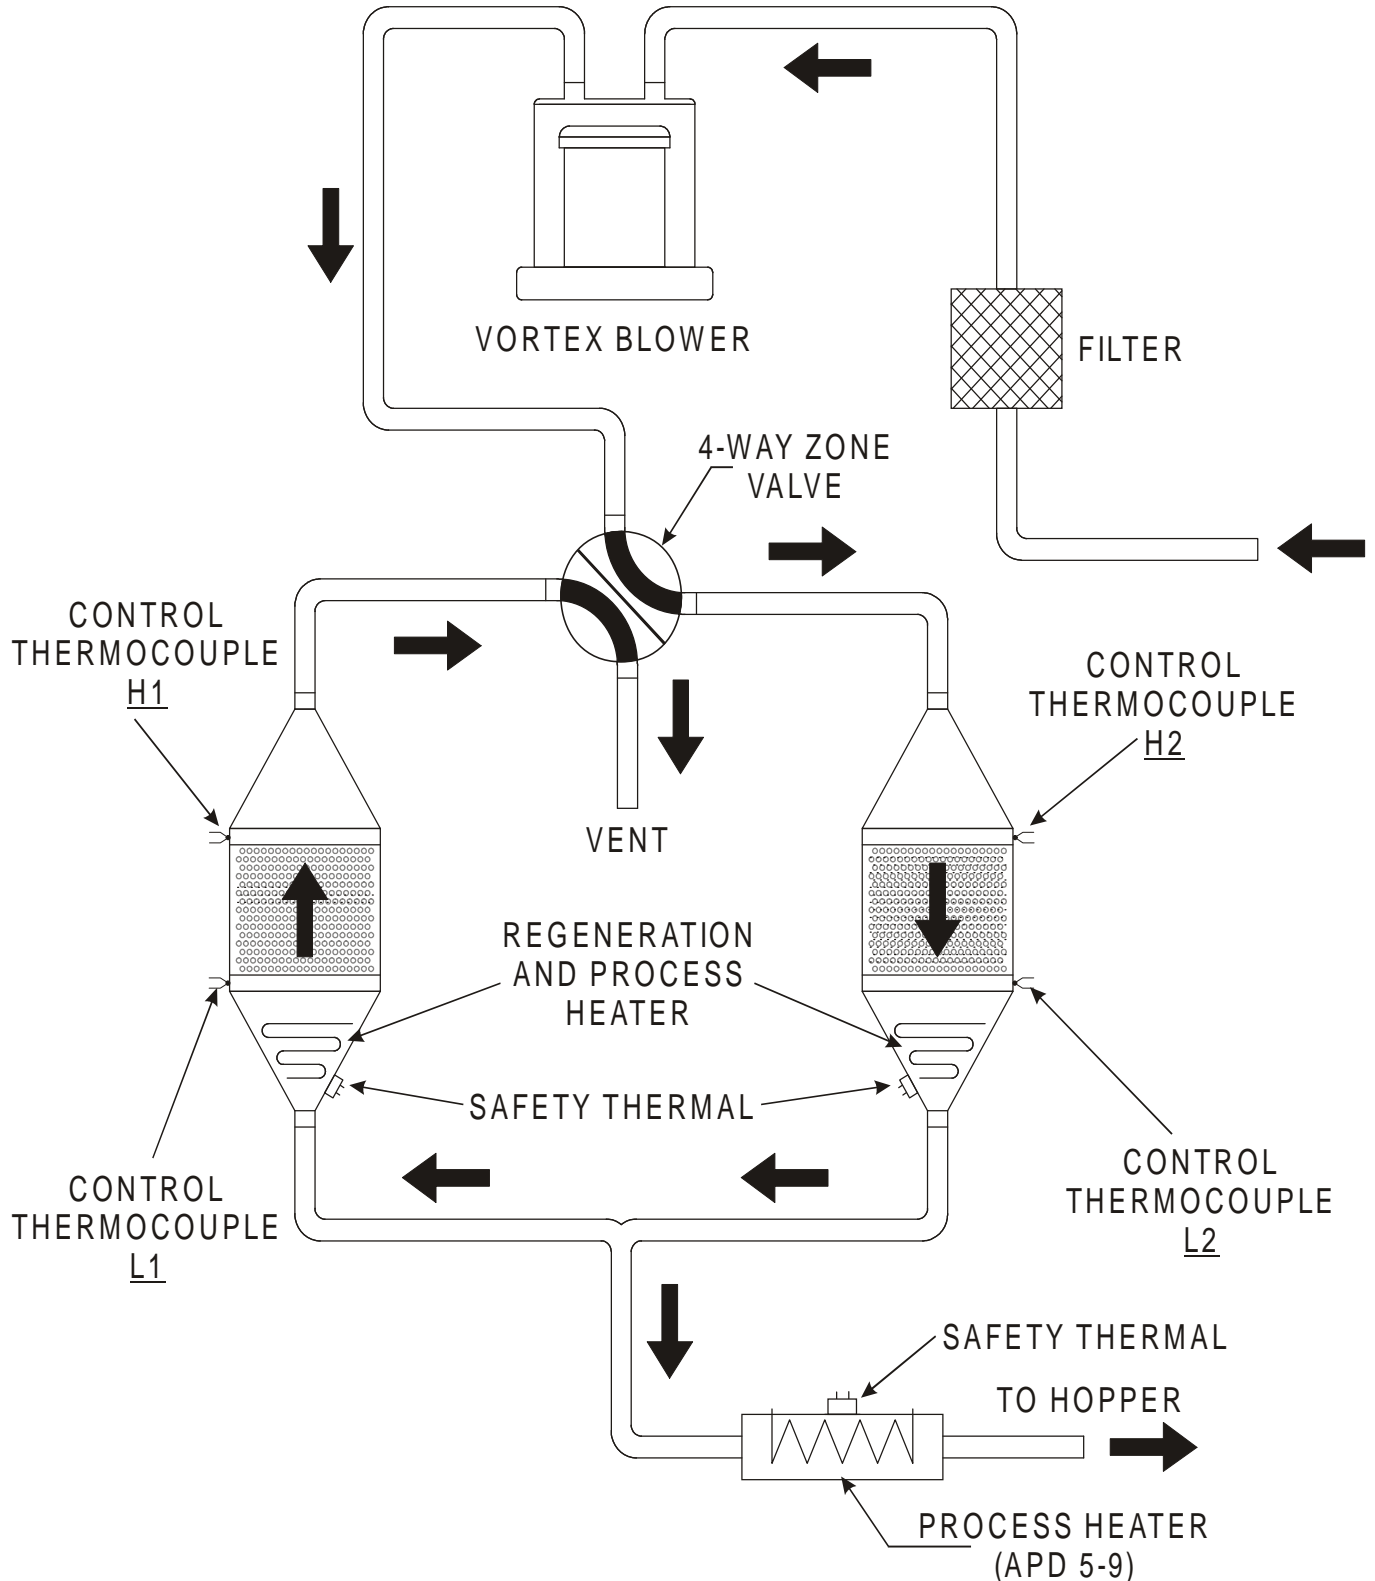 VORTEX BLOWER
FILTER
4-WAY ZONE
VALVE
CONTROL
THERMOCOUPLE
H1
CONTROL
THERMOCOUPLE
H2
VENT
REGENERATION
AND PROCESS
HEATER
SAFETY THERMAL
CONTROL
THERMOCOUPLE
L1
CONTROL
THERMOCOUPLE
L2
SAFETY THERMAL
TO HOPPER
PROCESS HEATER
(APD 5-9)